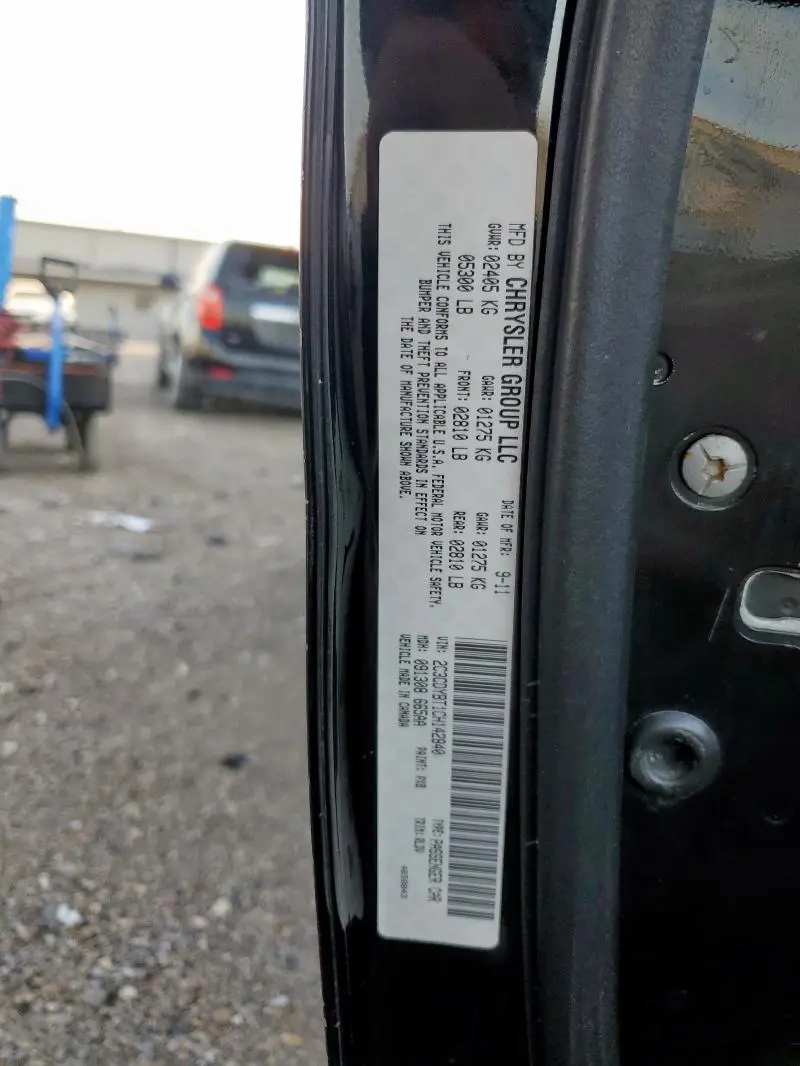 MFD BY CHRYSLER GROUP LLC
DATE OF MFR: 9-11
GVWR: 02405 KG
GAWR: 01275 KG
GAWR: 01275 KG
05300 LB
FRONT: 02810 LB
REAR: 02810 LB
THIS VEHICLE CONFORMS TO ALL APPLICABLE U.S.A. FEDERAL MOTOR VEHICLE SAFETY,
BUMPER AND THEFT PREVENTION STANDARDS IN EFFECT ON
THE DATE OF MANUFACTURE SHOWN ABOVE.
VIN: 2C3CDYBT1CH142840
TYPE: PASSENGER CAR
MDH: 091308 665AA
PAINT: PX8
TRIM:
VEHICLE MADE IN CANADA